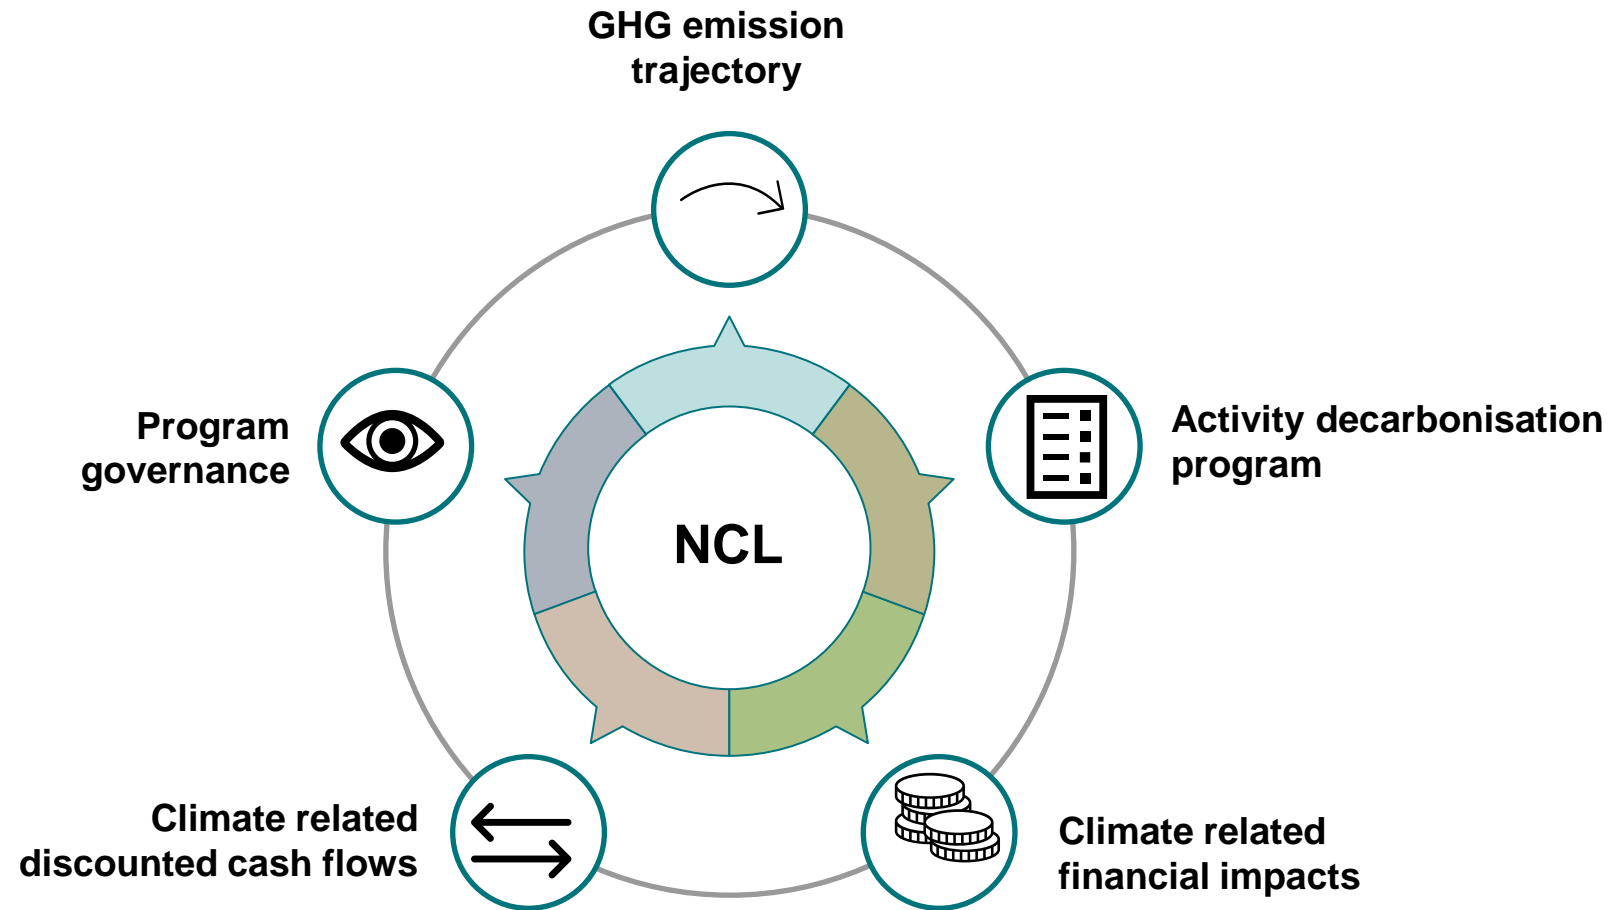 GHG emission
trajectory
Program
governance
Activity decarbonisation
program
NCL
Climate related
discounted cash flows
Climate related
financial impacts